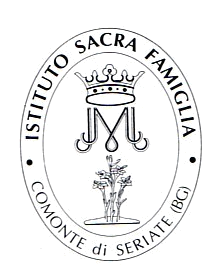 • ISTITUTO SACRA FAMIGLIA •
M
COMONTE di SERIATE (BG)